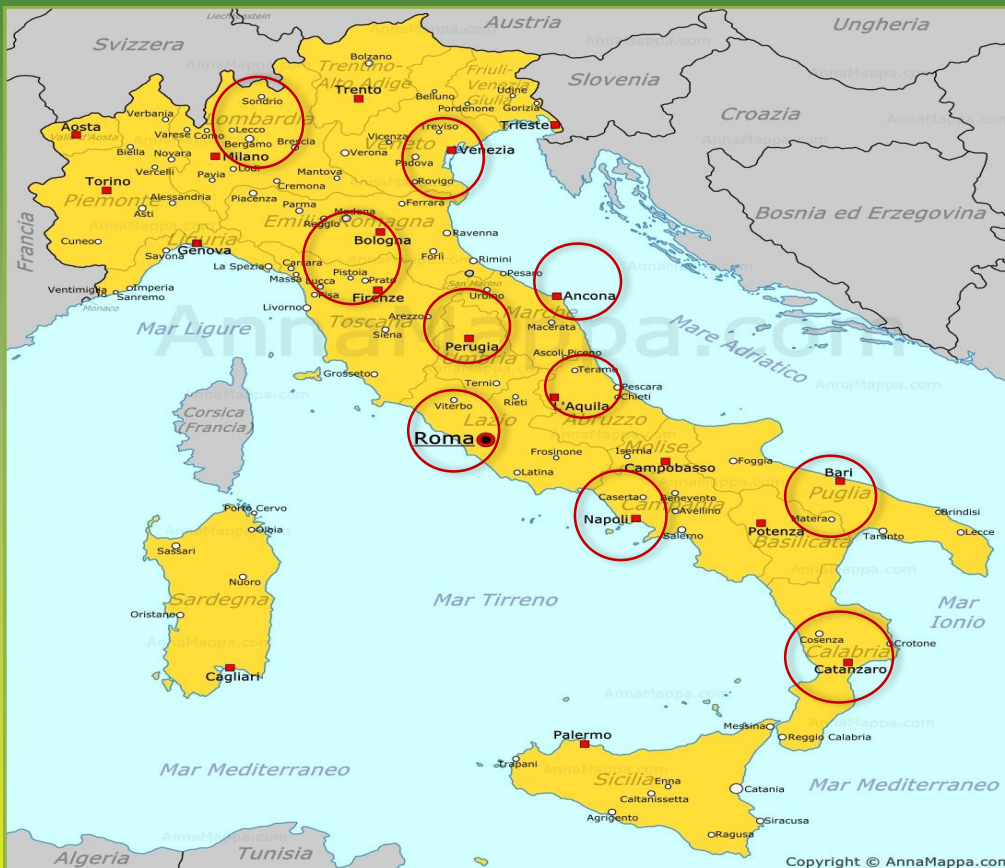 Liechtenstein
Austria
Ungheria
Svizzera
AnnaMappa.com
Bolzano
Trentino-
Alto Adige
Friuli-
Venezia
Giulia
Slovenia
Croazia
Trento
Belluno
Udine
Pordenone
Gorizia
Sondrio
Lombardia
Verbania
Lecco
Varese
Como
Bergamo
Brescia
Treviso
Trieste
Aosta
Valle d'Aosta
Vicenza
Veneto
Venezia
Biella
Novara
Milano
Verona
Padova
Vercelli
Lodi
Pavia
Mantova
Rovigo
Cremona
Torino
Piemonte
Alessandria
Piacenza
Parma
Ferrara
Asti
Modena
Emilia Romagna
Reggio
Bologna
Ravenna
Bosnia ed Erzegovina
Francia
Cuneo
Liguria
Genova
Savona
La Spezia
Carrara
Massa
Lucca
Pistoia
Prato
Forlì
Rimini
San Marino
Pesaro
Urbino
Ventimiglia
Imperia
Sanremo
Monaco
Pisa
Firenze
Livorno
Ancona
Marche
Macerata
Mar Ligure
Toscana
Arezzo
Siena
Perugia
Umbria
AnnaMappa.com
Mare Adriatico
Ascoli Piceno
Teramo
Grosseto
Terni
Pescara
Chieti
Corsica
(Francia)
Viterbo
Rieti
L'Aquila
Abruzzo
Lazio
Roma
Molise
Isernia
Frosinone
Campobasso
Foggia
Latina
Bari
Puglia
Caserta
Benevento
Campania
Avellino
Napoli
Salerno
Potenza
Basilicata
Matera
Taranto
Brindisi
Lecce
Porto Cervo
Olbia
Sassari
Nuoro
Sardegna
Oristano
Cagliari
Mar Tirreno
Mar
Ionio
Cosenza
Crotone
Calabria
Catanzaro
Messina
Reggio Calabria
Palermo
Trapani
Sicilia
Enna
Caltanissetta
Catania
Agrigento
Siracusa
Ragusa
Mar Mediterraneo
Mar Mediterraneo
Algeria
Tunisia
Copyright © AnnaMappa.com